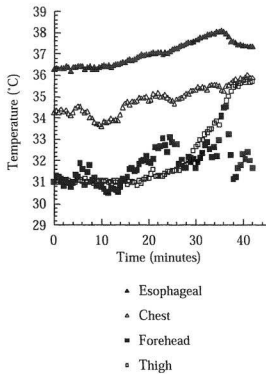 39
38
37
36
35
34
33
32
31
30
29
Temperature (°C)
0 10 20 30 40
Time (minutes)
Esophageal
Chest
Forehead
Thigh